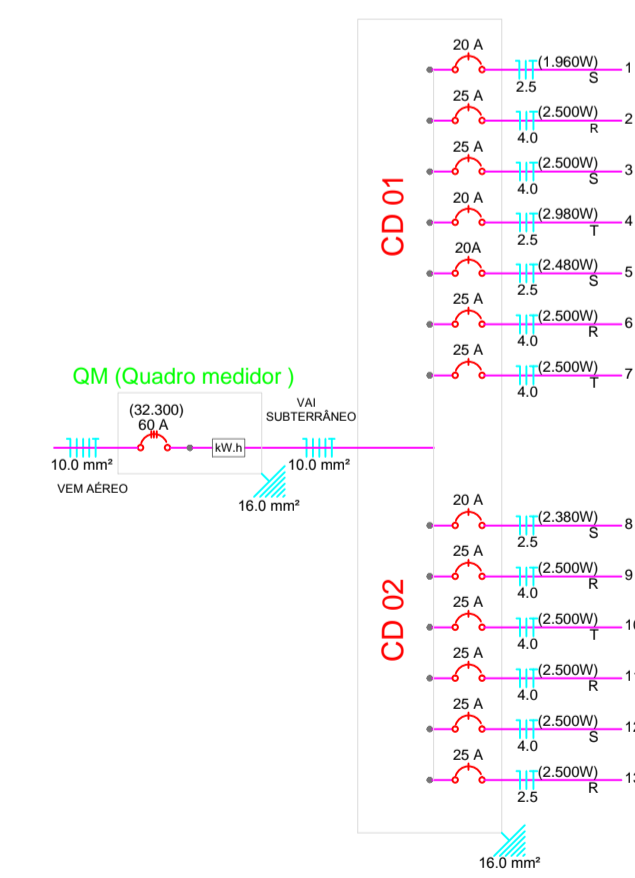 20 A
(1.960W)
1
2.5
S
25 A
(2.500W)
2
4.0
R
25 A
(2.500W)
3
4.0
S
20 A
(2.980W)
4
2.5
T
20A
(2.480W)
5
2.5
S
25 A
(2.500W)
6
4.0
R
25 A
(2.500W)
7
4.0
T
CD 01
QM (Quadro medidor )
(32.300)
60 A
kW.h
VAI
SUBTERRÂNEO
10.0 mm²
10.0 mm²
VEM AÉREO
16.0 mm²
20 A
(2.380W)
8
2.5
S
25 A
(2.500W)
9
4.0
R
25 A
(2.500W)
4.0
T
25 A
(2.500W)
4.0
R
25 A
(2.500W)
4.0
S
25 A
(2.500W)
2.5
R
CD 02
16.0 mm²